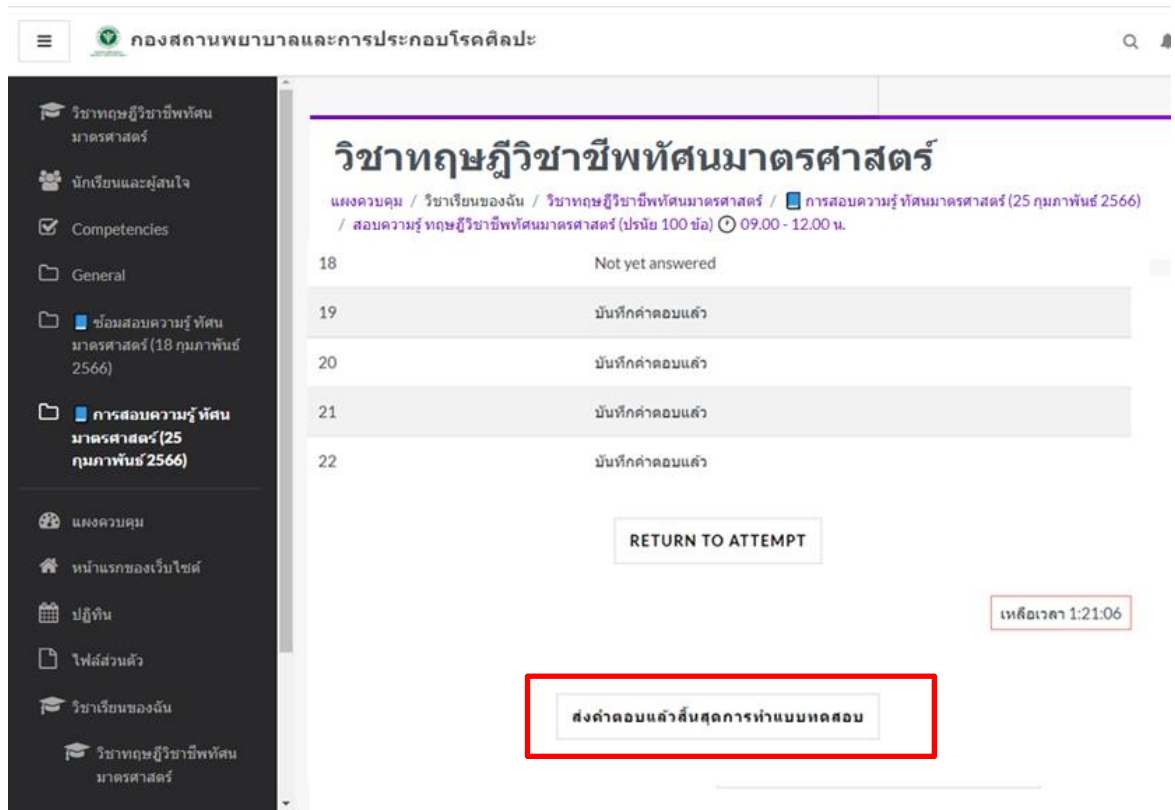 กองสถานพยาบาลและการประกอบโรคศิลปะ
วิชาทฤษฎีวิชาชีพทัศน
มาตรศาสตร์
นักเรียนและผู้สนใจ
Competencies
General
ซ้อมสอบความรู้ ทัศน
มาตรศาสตร์ (18 กุมภาพันธ์
2566)
การสอบความรู้ ทัศน
มาตรศาสตร์ (25
กุมภาพันธ์ 2566)
แผงควบคุม
หน้าแรกของเว็บไซต์
ปฏิทิน
ไฟล์ส่วนตัว
วิชาเรียนของฉัน
วิชาทฤษฎีวิชาชีพทัศน
มาตรศาสตร์
วิชาทฤษฎีวิชาชีพทัศนมาตรศาสตร์
แผงควบคุม / วิชาเรียนของฉัน / วิชาทฤษฎีวิชาชีพทัศนมาตรศาสตร์ / การสอบความรู้ ทัศนมาตรศาสตร์ (25 กุมภาพันธ์ 2566)
/ สอบความรู้ ทฤษฎีวิชาชีพทัศนมาตรศาสตร์ (ปรนัย 100 ข้อ) 09.00 - 12.00 น.
18 Not yet answered
19 บันทึกคำตอบแล้ว
20 บันทึกคำตอบแล้ว
21 บันทึกคำตอบแล้ว
22 บันทึกคำตอบแล้ว
RETURN TO ATTEMPT
เหลือเวลา 1:21:06
ส่งคำตอบแล้วสิ้นสุดการทำแบบทดสอบ